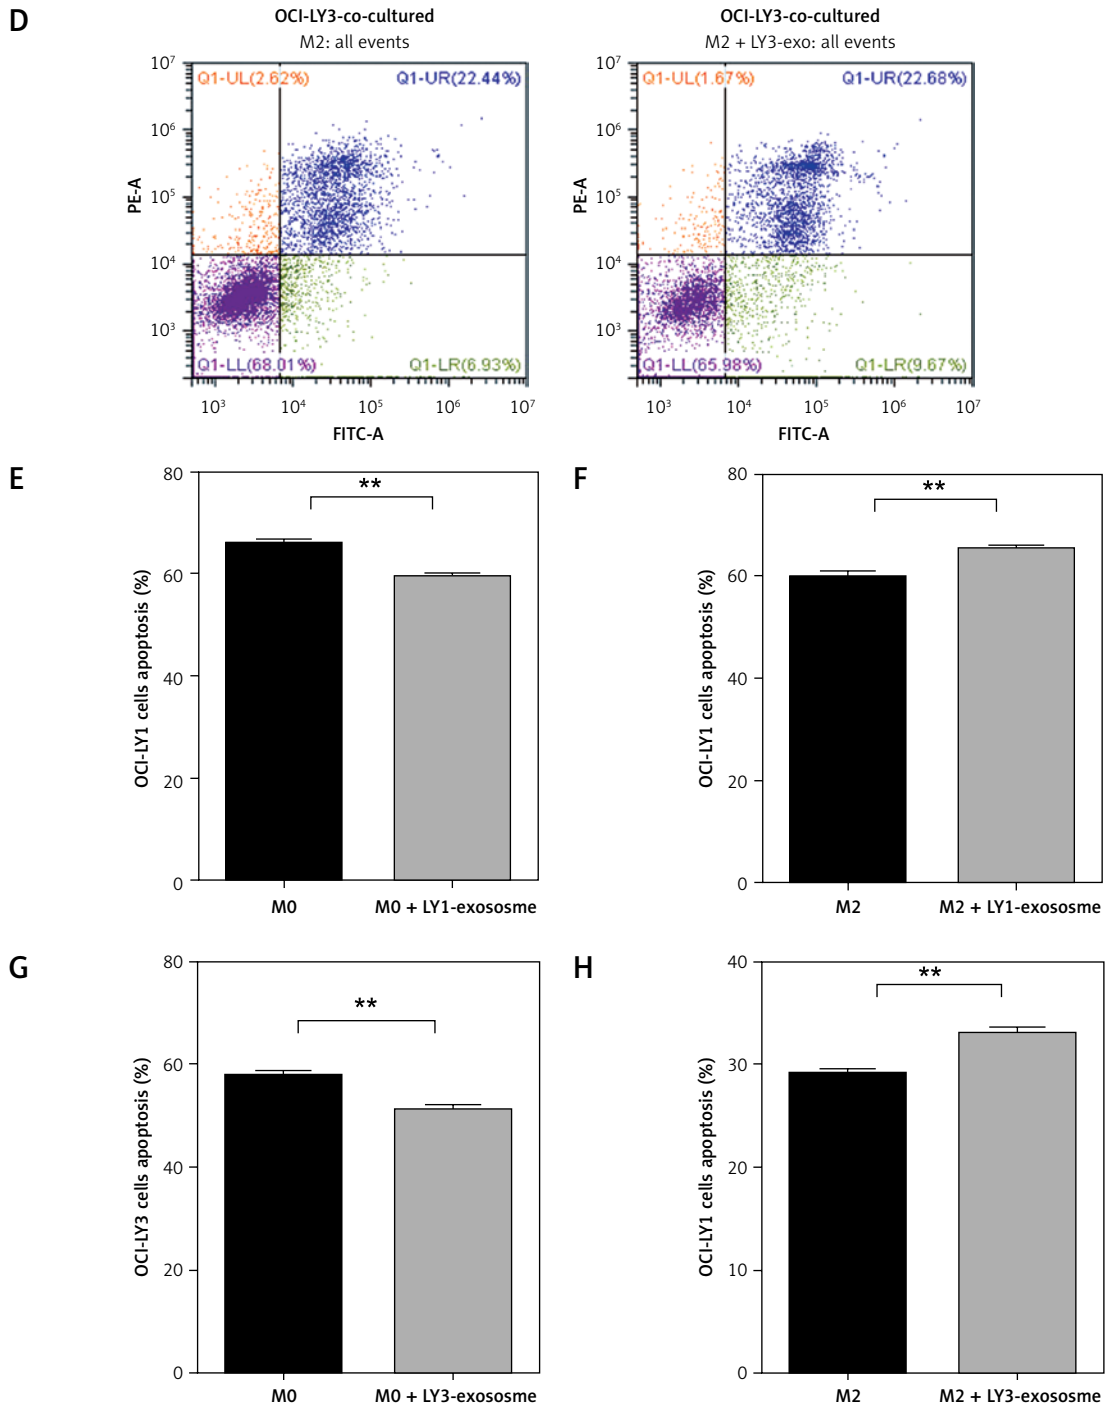 D
OCI-LY3-co-cultured
M2: all events
10⁷
10⁶
10⁵
10⁴
10³
PE-A
Q1-UL(2.62%)
Q1-UR(22.44%)
Q1-LL(68.01%)
Q1-LR(6.93%)
10³ 10⁴ 10⁵ 10⁶ 10⁷
FITC-A
OCI-LY3-co-cultured
M2 + LY3-exo: all events
10⁷
10⁶
10⁵
10⁴
10³
PE-A
Q1-UL(1.67%)
Q1-UR(22.68%)
Q1-LL(65.98%)
Q1-LR(9.67%)
10³ 10⁴ 10⁵ 10⁶ 10⁷
FITC-A
E
80
60
40
20
0
OCI-LY1 cells apoptosis (%)
**
M0 M0 + LY1-exososme
F
80
60
40
20
0
OCI-LY1 cells apoptosis (%)
**
M2 M2 + LY1-exososme
G
80
60
40
20
0
OCI-LY3 cells apoptosis (%)
**
M0 M0 + LY3-exososme
H
40
30
20
10
0
OCI-LY1 cells apoptosis (%)
**
M2 M2 + LY3-exososme